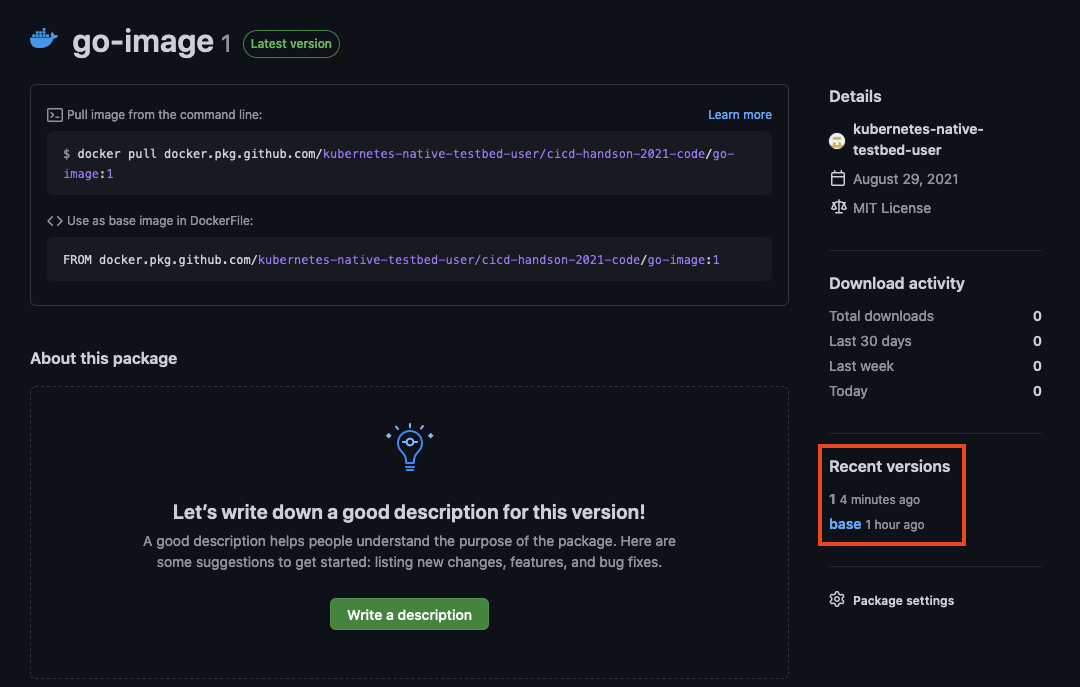 go-image 1 Latest version
Pull image from the command line:
Learn more
$ docker pull docker.pkg.github.com/kubernetes-native-testbed-user/cicd-handson-2021-code/go-
image:1
Use as base image in DockerFile:
FROM docker.pkg.github.com/kubernetes-native-testbed-user/cicd-handson-2021-code/go-image:1
About this package
Let's write down a good description for this version!
A good description helps people understand the purpose of the package. Here are
some suggestions to get started: listing new changes, features, and bug fixes.
Write a description
Details
kubernetes-native-
testbed-user
August 29, 2021
MIT License
Download activity
Total downloads 0
Last 30 days 0
Last week 0
Today 0
Recent versions
1 4 minutes ago
base 1 hour ago
Package settings